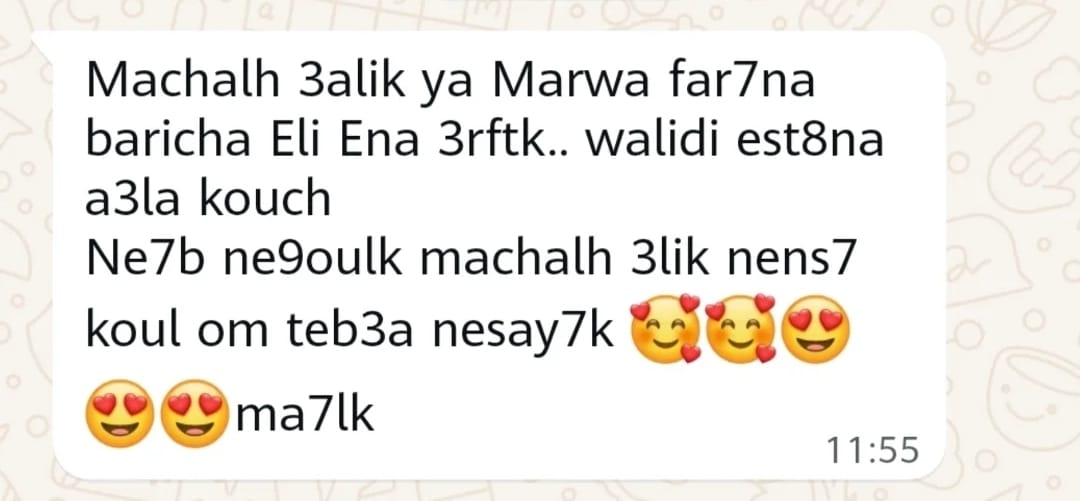 Machalh 3alik ya Marwa far7na
baricha Eli Ena 3rftk.. walidi est8na
a3la kouch
Ne7b ne9oulk machalh 3lik nens7
koul om teb3a nesay7k 🥰🥰😍
😍😍ma7lk
11:55